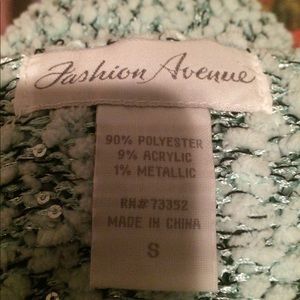 Fashion Avenue
90% POLYESTER
9% ACRYLIC
1% METALLIC
RN#73352
MADE IN CHINA
S